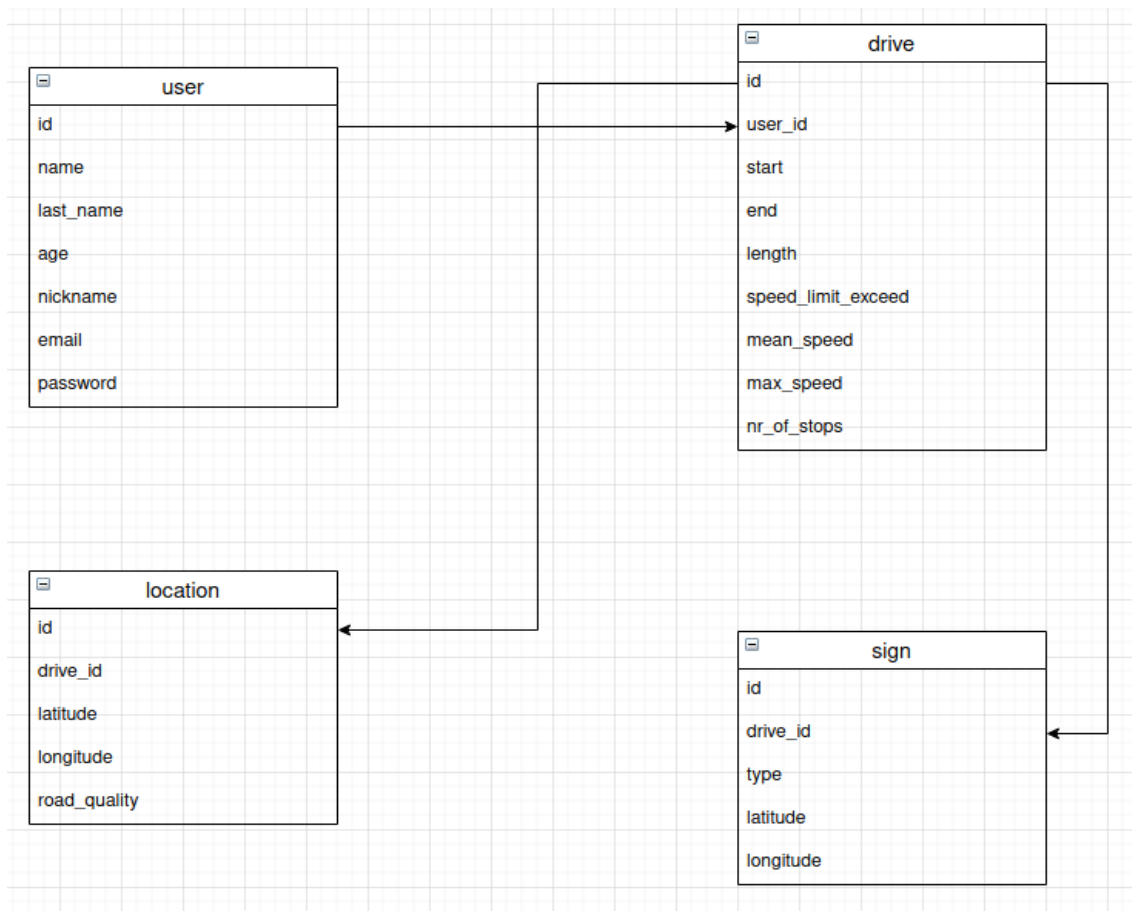 user
id
name
last_name
age
nickname
email
password
drive
id
user_id
start
end
length
speed_limit_exceed
mean_speed
max_speed
nr_of_stops
location
id
drive_id
latitude
longitude
road_quality
sign
id
drive_id
type
latitude
longitude